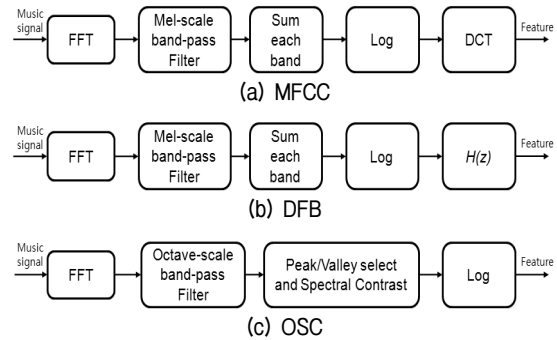 Music signal
FFT
Mel-scale
band-pass
Filter
Sum
each
band
Log
DCT
Feature
(a) MFCC
Music signal
FFT
Mel-scale
band-pass
Filter
Sum
each
band
Log
H(z)
Feature
(b) DFB
Music signal
FFT
Octave-scale
band-pass
Filter
Peak/Valley select
and Spectral Contrast
Log
Feature
(c) OSC